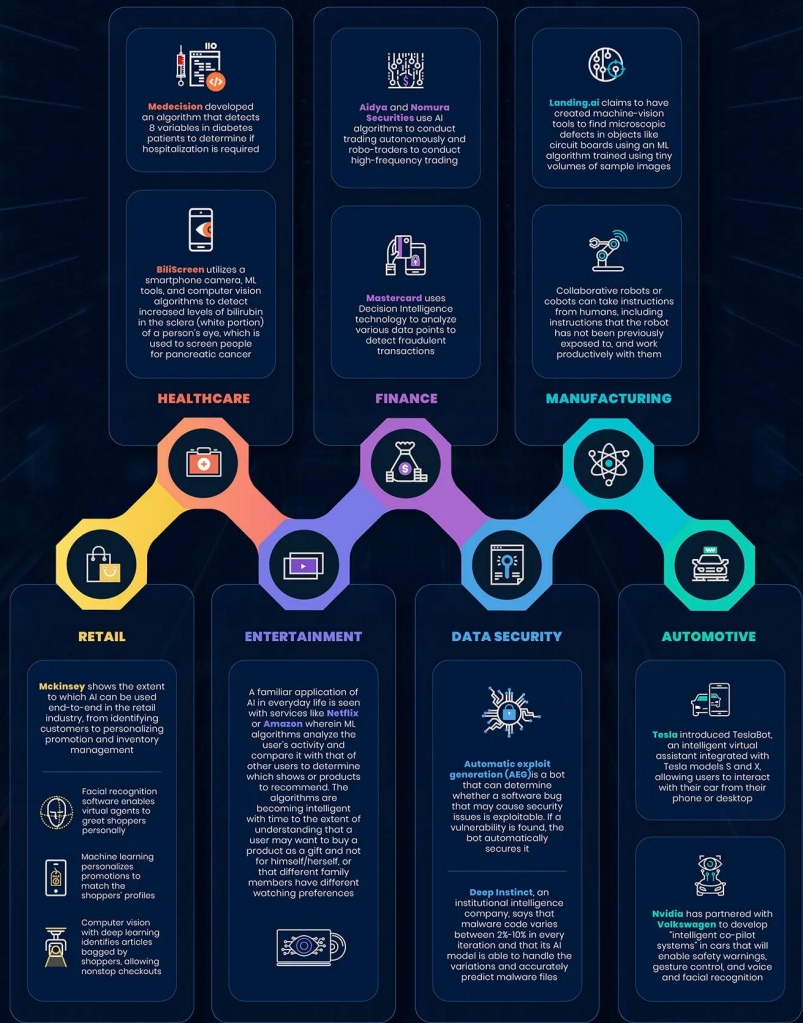 Medecision developed
an algorithm that detects
8 variables in diabetes
patients to determine if
hospitalization is required
BiliScreen utilizes a
smartphone camera, ML
tools, and computer vision
algorithms to detect
increased levels of bilirubin
in the sclera (white portion)
of a person's eye, which is
used to screen people
for pancreatic cancer
HEALTHCARE
Aidya and Nomura
Securities use AI
algorithms to conduct
trading autonomously and
robo-traders to conduct
high-frequency trading
Mastercard uses
Decision Intelligence
technology to analyze
various data points to
detect fraudulent
transactions
FINANCE
Landing.ai claims to have
created machine-vision
tools to find microscopic
defects in objects like
circuit boards using an ML
algorithm trained using tiny
volumes of sample images
Collaborative robots or
cobots can take instructions
from humans, including
instructions that the robot
has not been previously
exposed to, and work
productively with them
MANUFACTURING
RETAIL
Mckinsey shows the extent
to which AI can be used
end-to-end in the retail
industry, from identifying
customers to personalizing
promotion and inventory
management
Facial recognition
software enables
virtual agents to
greet shoppers
personally
Machine learning
personalizes
promotions to
match the
shoppers' profiles
Computer vision
with deep learning
identifies articles
bagged by
shoppers, allowing
nonstop checkouts
ENTERTAINMENT
A familiar application of
AI in everyday life is seen
with services like Netflix
or Amazon wherein ML
algorithms analyze the
user's activity and
compare it with that of
other users to determine
which shows or products
to recommend. The
algorithms are
becoming intelligent
with time to the extent of
understanding that a
user may want to buy a
product as a gift and not
for himself/herself, or
that different family
members have different
watching preferences
DATA SECURITY
Automatic exploit
generation (AEG)is a bot
that can determine
whether a software bug
that may cause security
issues is exploitable. If a
vulnerability is found, the
bot automatically
secures it
Deep Instinct, an
institutional intelligence
company, says that
malware code varies
between 2%-10% in every
iteration and that its AI
model is able to handle the
variations and accurately
predict malware files
AUTOMOTIVE
Tesla introduced TeslaBot,
an intelligent virtual
assistant integrated with
Tesla models S and X,
allowing users to interact
with their car from their
phone or desktop
Nvidia has partnered with
Volkswagen to develop
"intelligent co-pilot
systems" in cars that will
enable safety warnings,
gesture control, and voice
and facial recognition